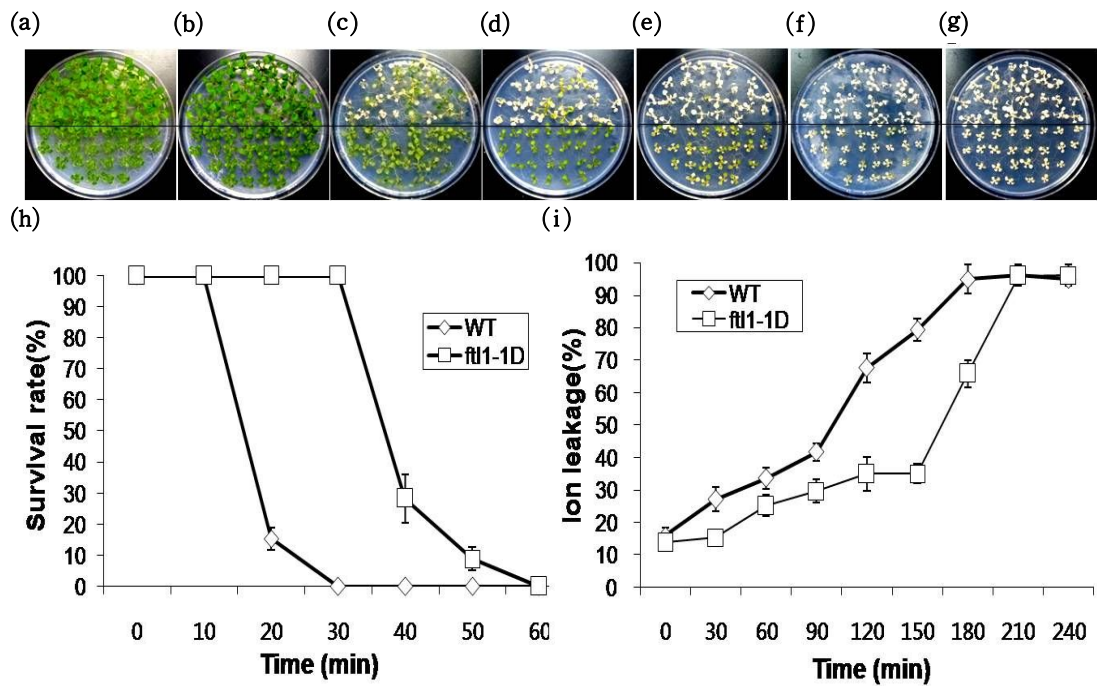 (a) (b) (c) (d) (e) (f) (g)
(h)
100
90
80
70
60
50
40
30
20
10
0
Survival rate(%)
WT
ftl1-1D
0 10 20 30 40 50 60
Time (min)
(i)
100
90
80
70
60
50
40
30
20
10
0
Ion leakage(%)
WT
ftl1-1D
0 30 60 90 120 150 180 210 240
Time (min)